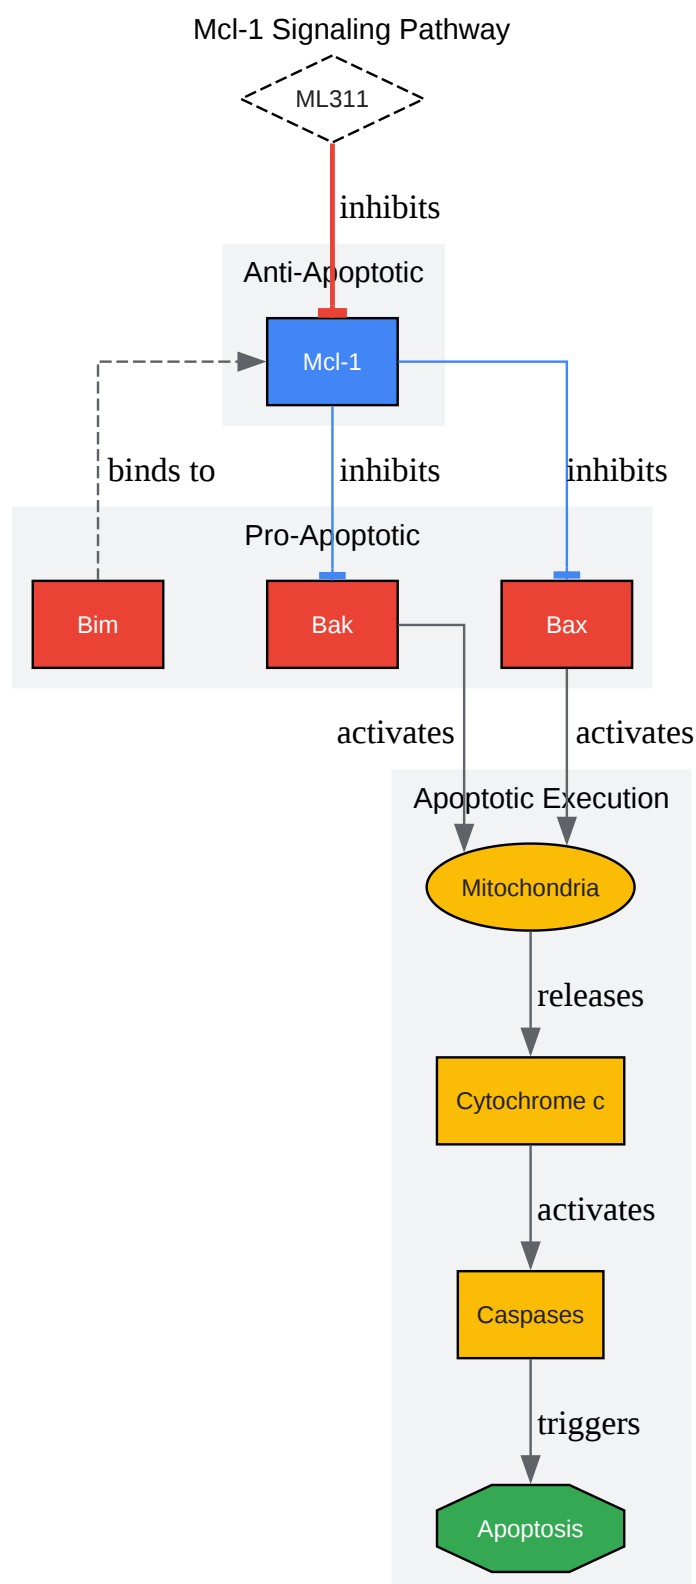 Mcl-1 Signaling Pathway
ML311
inhibits
Anti-Apoptotic
Mcl-1
binds to
inhibits
inhibits
Pro-Apoptotic
Bim
Bak
Bax
activates
activates
Apoptotic Execution
Mitochondria
releases
Cytochrome c
activates
Caspases
triggers
Apoptosis